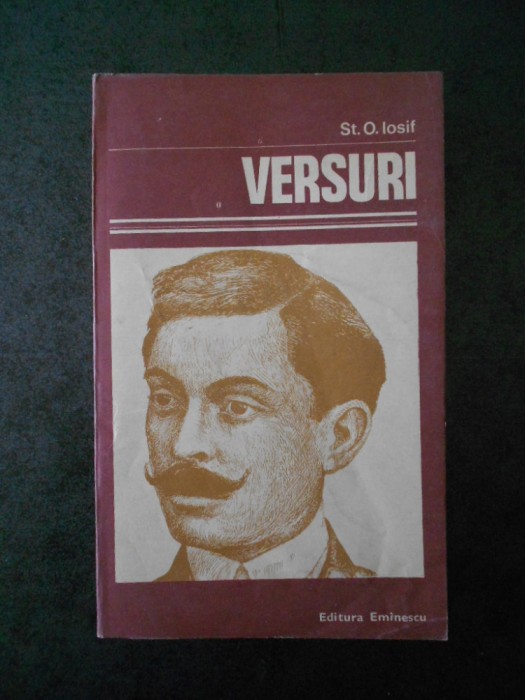 St. O. Iosif
VERSURI
Editura Eminescu